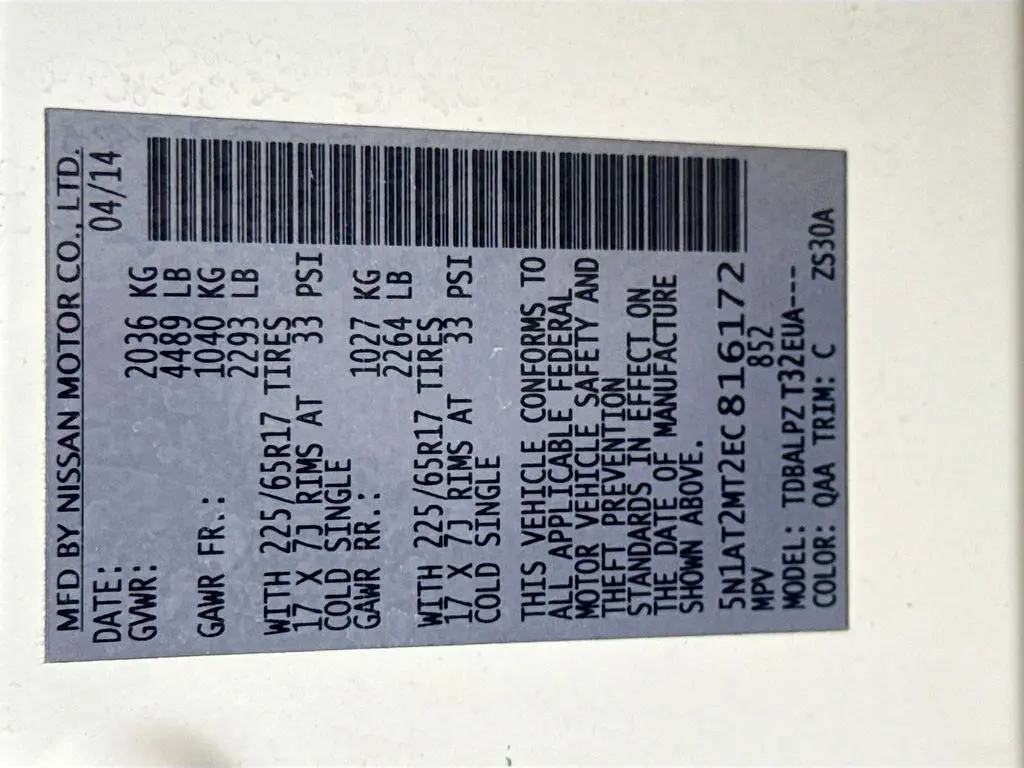 MFD BY NISSAN MOTOR CO., LTD.
DATE: 04/14
GVWR: 2036 KG
4489 LB
GAWR FR.: 1040 KG
2293 LB
WITH 225/65R17 TIRES
17 X 7J RIMS AT 33 PSI
COLD SINGLE
GAWR RR.: 1027 KG
2264 LB
WITH 225/65R17 TIRES
17 X 7J RIMS AT 33 PSI
COLD SINGLE
THIS VEHICLE CONFORMS TO
ALL APPLICABLE FEDERAL
MOTOR VEHICLE SAFETY AND
THEFT PREVENTION
STANDARDS IN EFFECT ON
THE DATE OF MANUFACTURE
SHOWN ABOVE.
5N1AT2MT2EC816172
MPV 852
MODEL: TDBALPZ T32EUA---
COLOR: QAA TRIM: C ZS30A